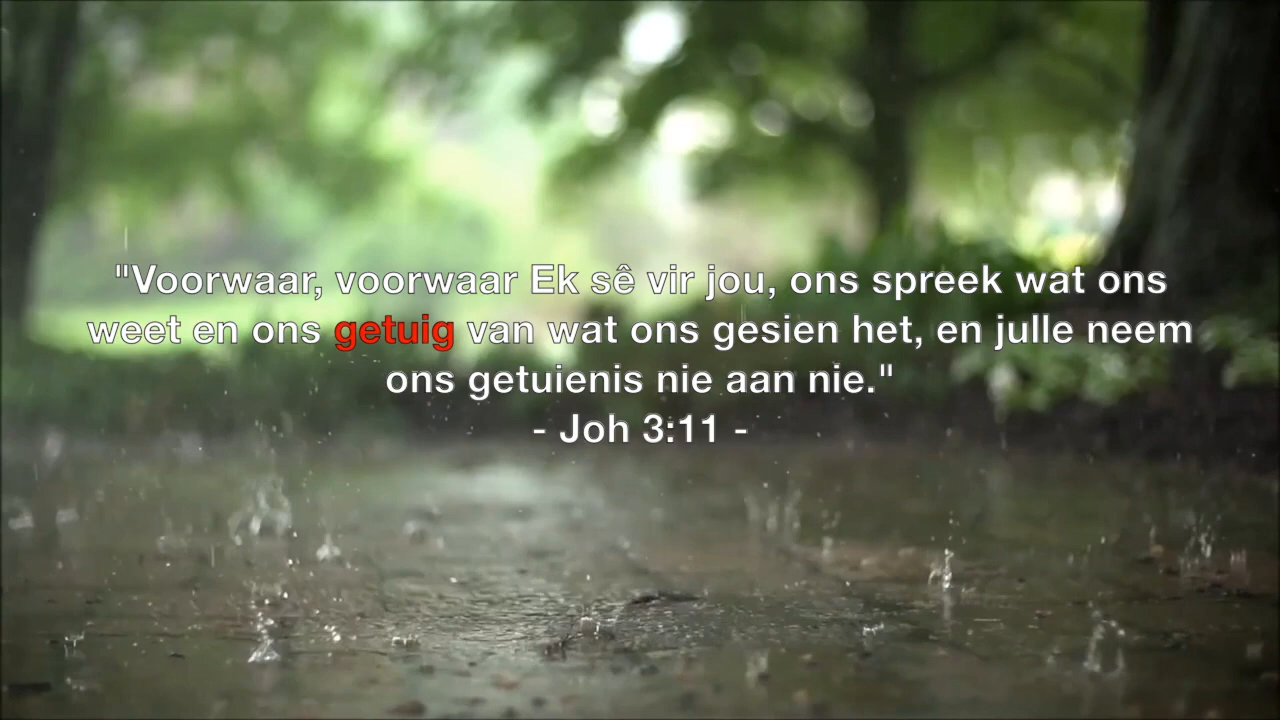 "Voorwaar, voorwaar Ek sê vir jou, ons spreek wat ons
weet en ons getuig van wat ons gesien het, en julle neem
ons getuienis nie aan nie."
- Joh 3:11 -